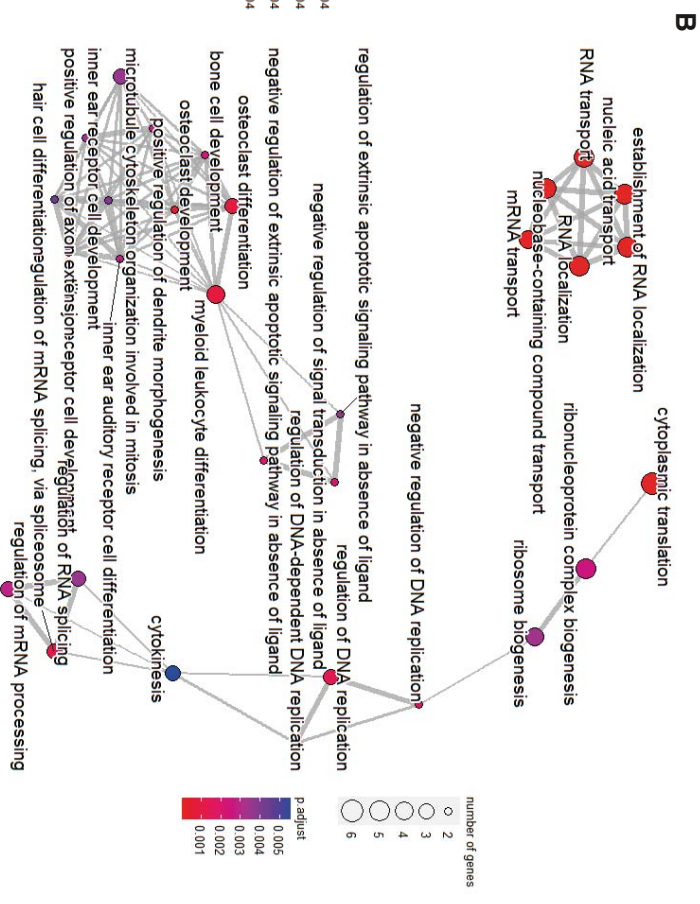 B
cytoplasmic translation
establishment of RNA localization
nucleic acid transport
RNA transport
RNA localization
nucleobase-containing compound transport
mRNA transport
ribonucleoprotein complex biogenesis
ribosome biogenesis
negative regulation of DNA replication
regulation of extrinsic apoptotic signaling pathway in absence of ligand
regulation of DNA replication
negative regulation of signal transduction in absence of ligand
regulation of DNA-dependent DNA replication
negative regulation of extrinsic apoptotic signaling pathway in absence of ligand
osteoclast differentiation
bone cell development
myeloid leukocyte differentiation
osteoclast development
positive regulation of dendrite morphogenesis
cytokinesis
microtubule cytoskeleton organization involved in mitosis
inner ear auditory receptor cell differentiation
inner ear receptor cell development
positive regulation of axon extension
receptor cell development
regulation of RNA splicing
hair cell differentiation
regulation of mRNA splicing, via spliceosome
regulation of mRNA processing
number of genes
2
3
4
5
6
p.adjust
0.005
0.004
0.003
0.002
0.001
04
04
04
04